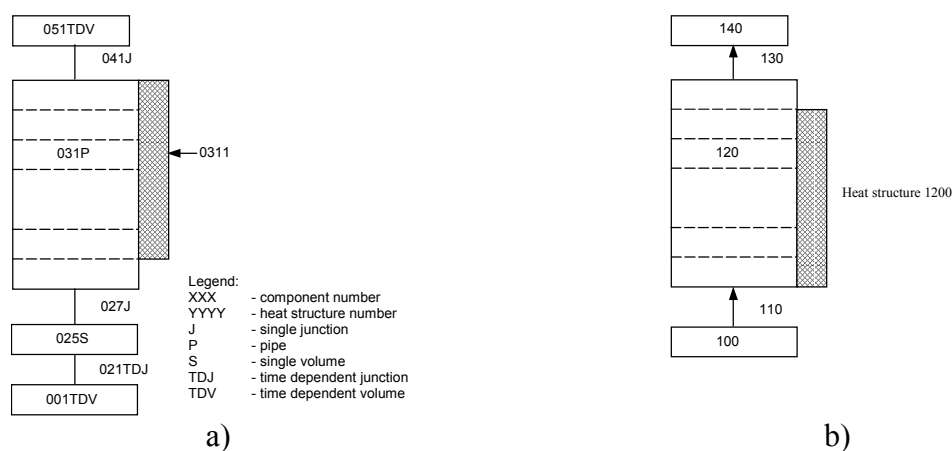 051TDV
041J
031P
0311
027J
025S
021TDJ
001TDV
Legend:
XXX - component number
YYYY - heat structure number
J - single junction
P - pipe
S - single volume
TDJ - time dependent junction
TDV - time dependent volume
a)
140
130
120
Heat structure 1200
110
100
b)